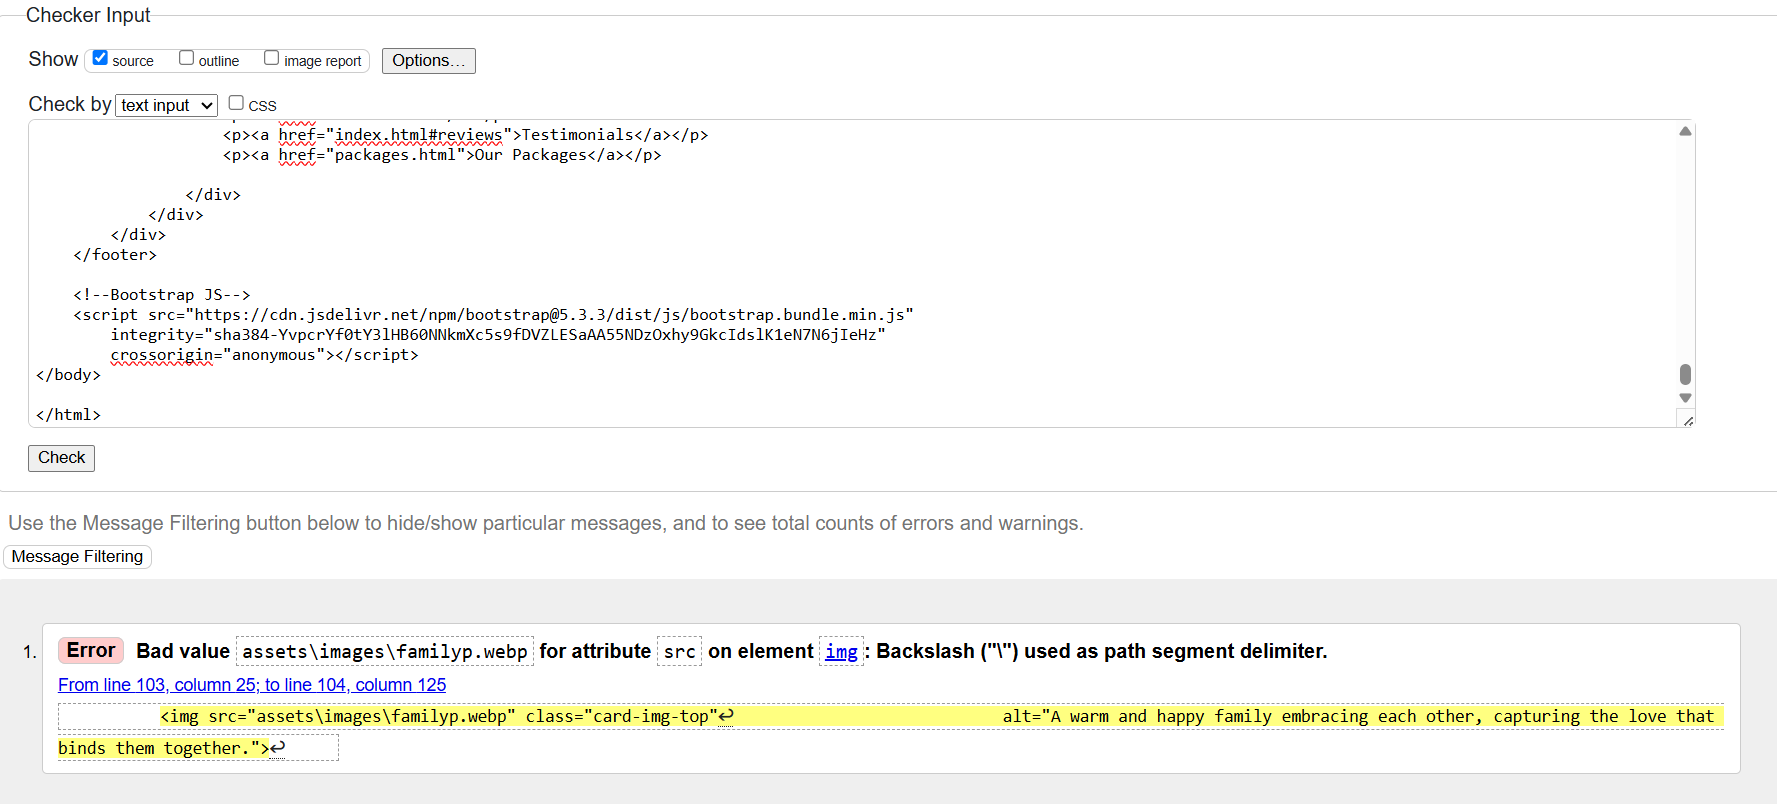 Checker Input
Show source outline image report Options...
Check by text input CSS
<p><a href="index.html#reviews">Testimonials</a></p>
<p><a href="packages.html">Our Packages</a></p>
</div>
</div>
</div>
</footer>
<!--Bootstrap JS-->
<script src="https://cdn.jsdelivr.net/npm/bootstrap@5.3.3/dist/js/bootstrap.bundle.min.js"
integrity="sha384-YvpcrYf0tY3lHB60NNkmXc5s9fDVZLESaAA55NDzOxhy9GkcIdslK1eN7N6jIeHz"
crossorigin="anonymous"></script>
</body>
</html>
Check
Use the Message Filtering button below to hide/show particular messages, and to see total counts of errors and warnings.
Message Filtering
1. Error Bad value assets\images\familyp.webp for attribute src on element img: Backslash ("\") used as path segment delimiter.
From line 103, column 25; to line 104, column 125
<img src="assets\images\familyp.webp" class="card-img-top"↩ alt="A warm and happy family embracing each other, capturing the love that
binds them together.">↩